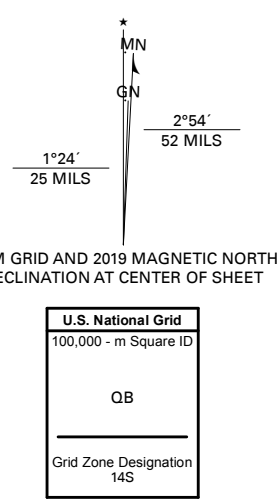 ★
MN
GN
2°54´
52 MILS
1°24´
25 MILS
M GRID AND 2019 MAGNETIC NORTH
ECLINATION AT CENTER OF SHEET
U.S. National Grid
100,000 - m Square ID
QB
Grid Zone Designation
14S